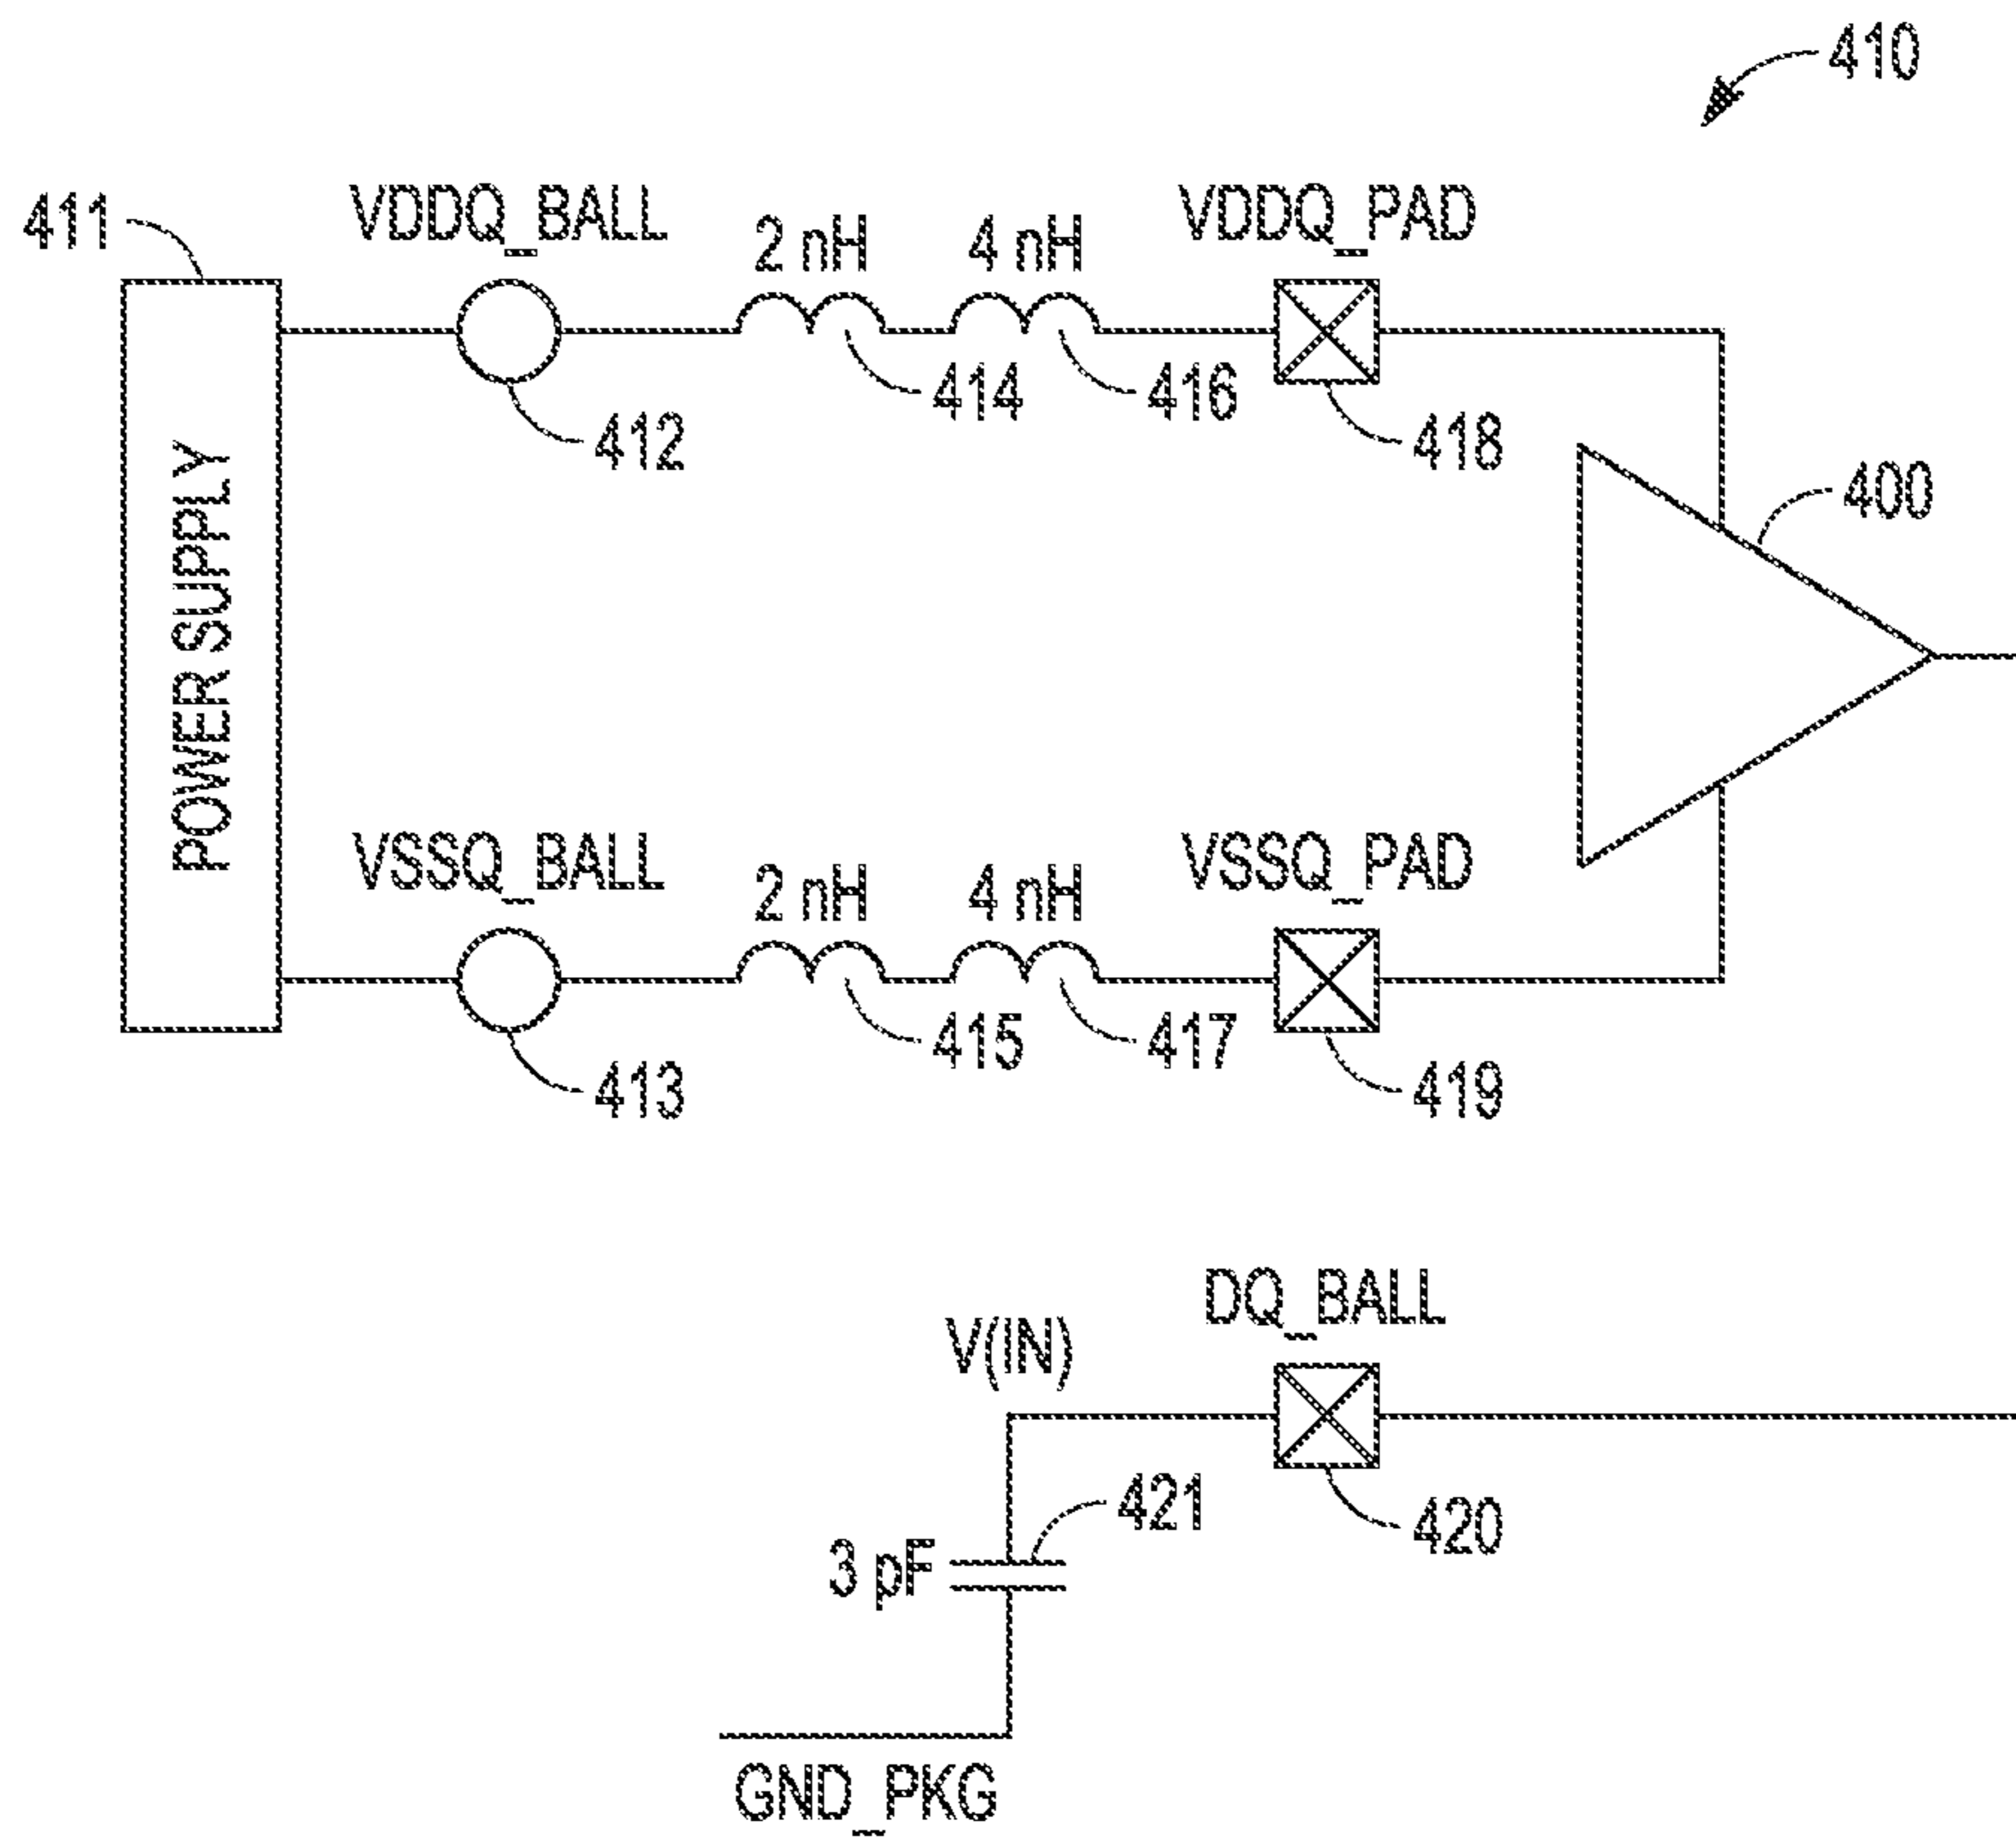 410
411
VDDQ_BALL
2 nH
4 nH
VDDQ_PAD
412
414
416
418
400
POWER SUPPLY
VSSQ_BALL
2 nH
4 nH
VSSQ_PAD
413
415
417
419
DQ_BALL
V(IN)
421
420
3 pF
GND_PKG